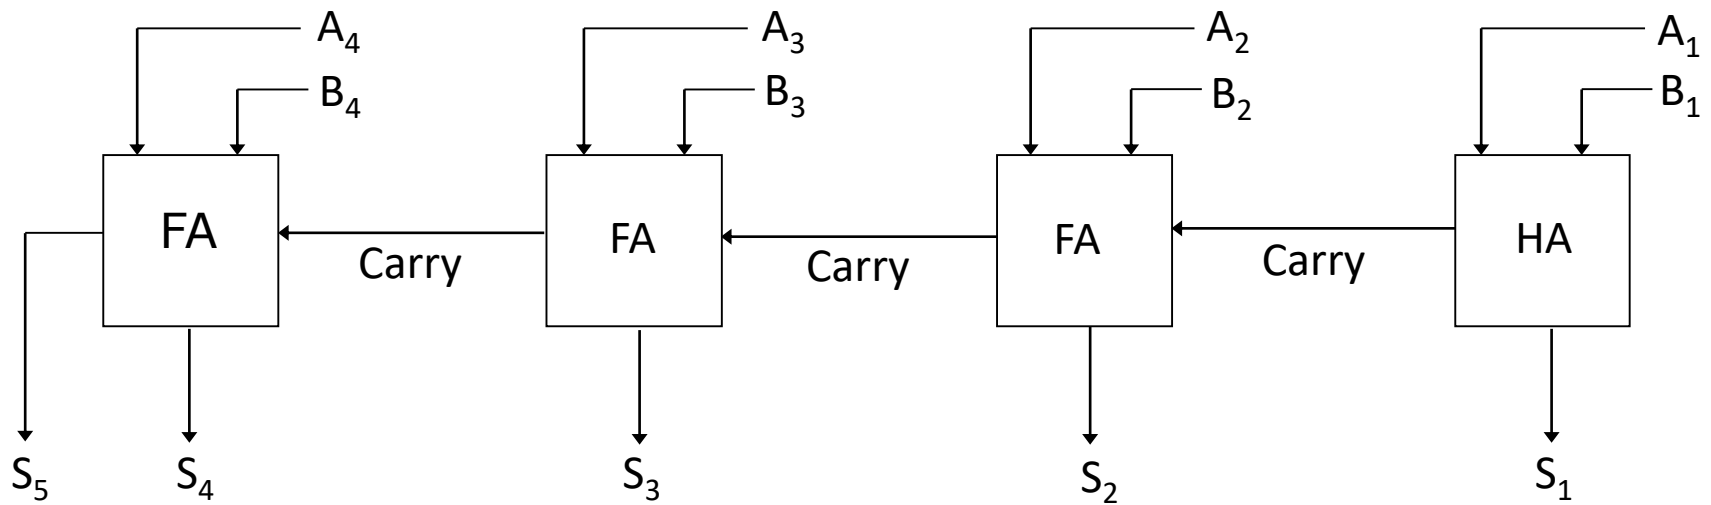 A₄ A₃ A₂ A₁
B₄ B₃ B₂ B₁
FA FA FA HA
Carry Carry Carry
S₅ S₄ S₃ S₂ S₁